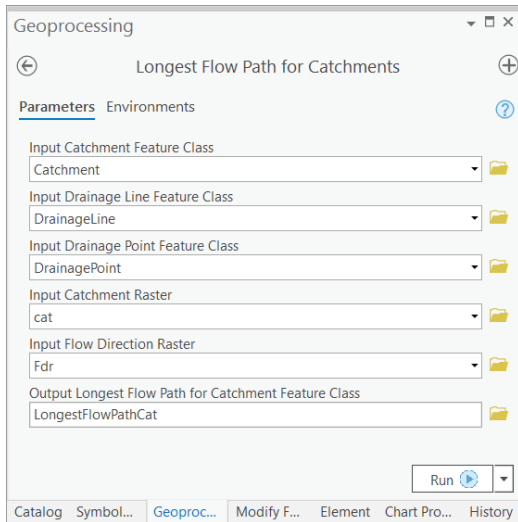 Geoprocessing
Longest Flow Path for Catchments
Parameters Environments
Input Catchment Feature Class
Catchment
Input Drainage Line Feature Class
DrainageLine
Input Drainage Point Feature Class
DrainagePoint
Input Catchment Raster
cat
Input Flow Direction Raster
Fdr
Output Longest Flow Path for Catchment Feature Class
LongestFlowPathCat
Run
Catalog Symbol... Geoproc... Modify F... Element Chart Pro... History